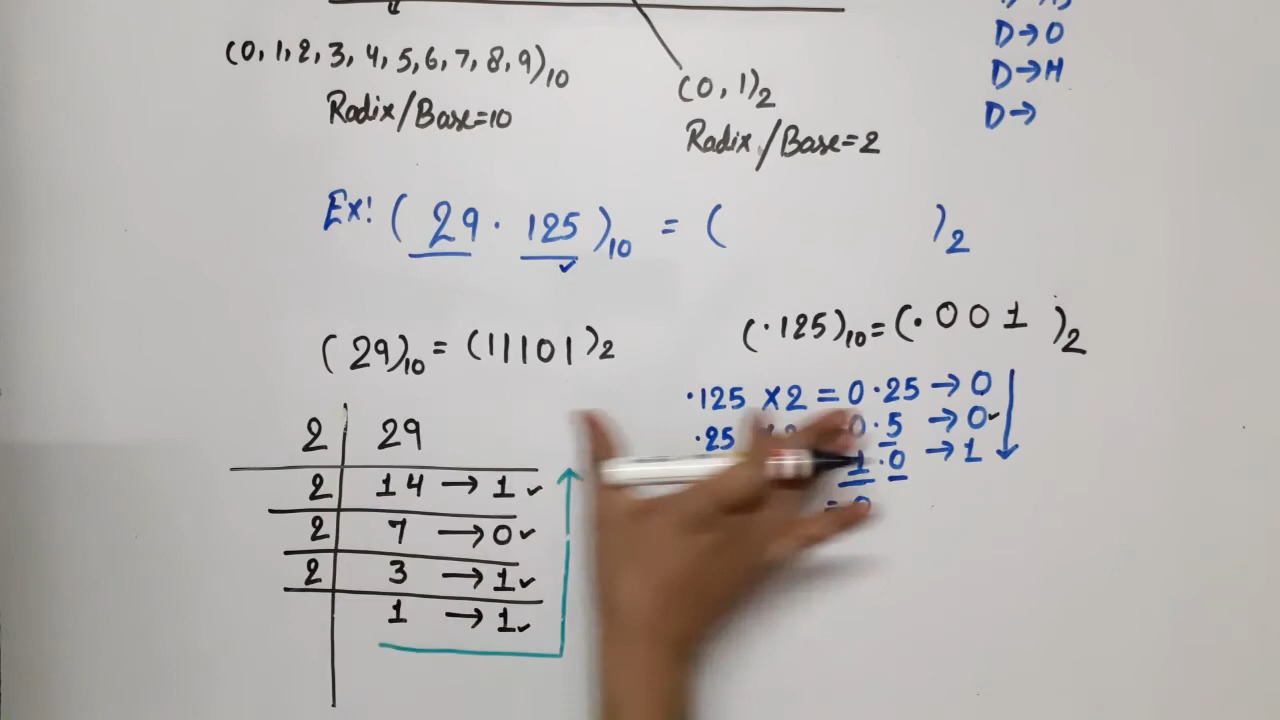 (0, 1, 2, 3, 4, 5, 6, 7, 8, 9)10
Radix/Base=10
(0, 1)2
Radix/Base=2
D→O
D→H
D→
Ex: (29.125)10 = ( )2
(29)10 = (11101)2
2 29
2 14 → 1 ✓
2 7 → 0 ✓
2 3 → 1 ✓
1 → 1 ✓
(.125)10 = (.001 )2
.125 × 2 = 0.25 → 0
.25 0.5 → 0 ✓
1.0 → 1